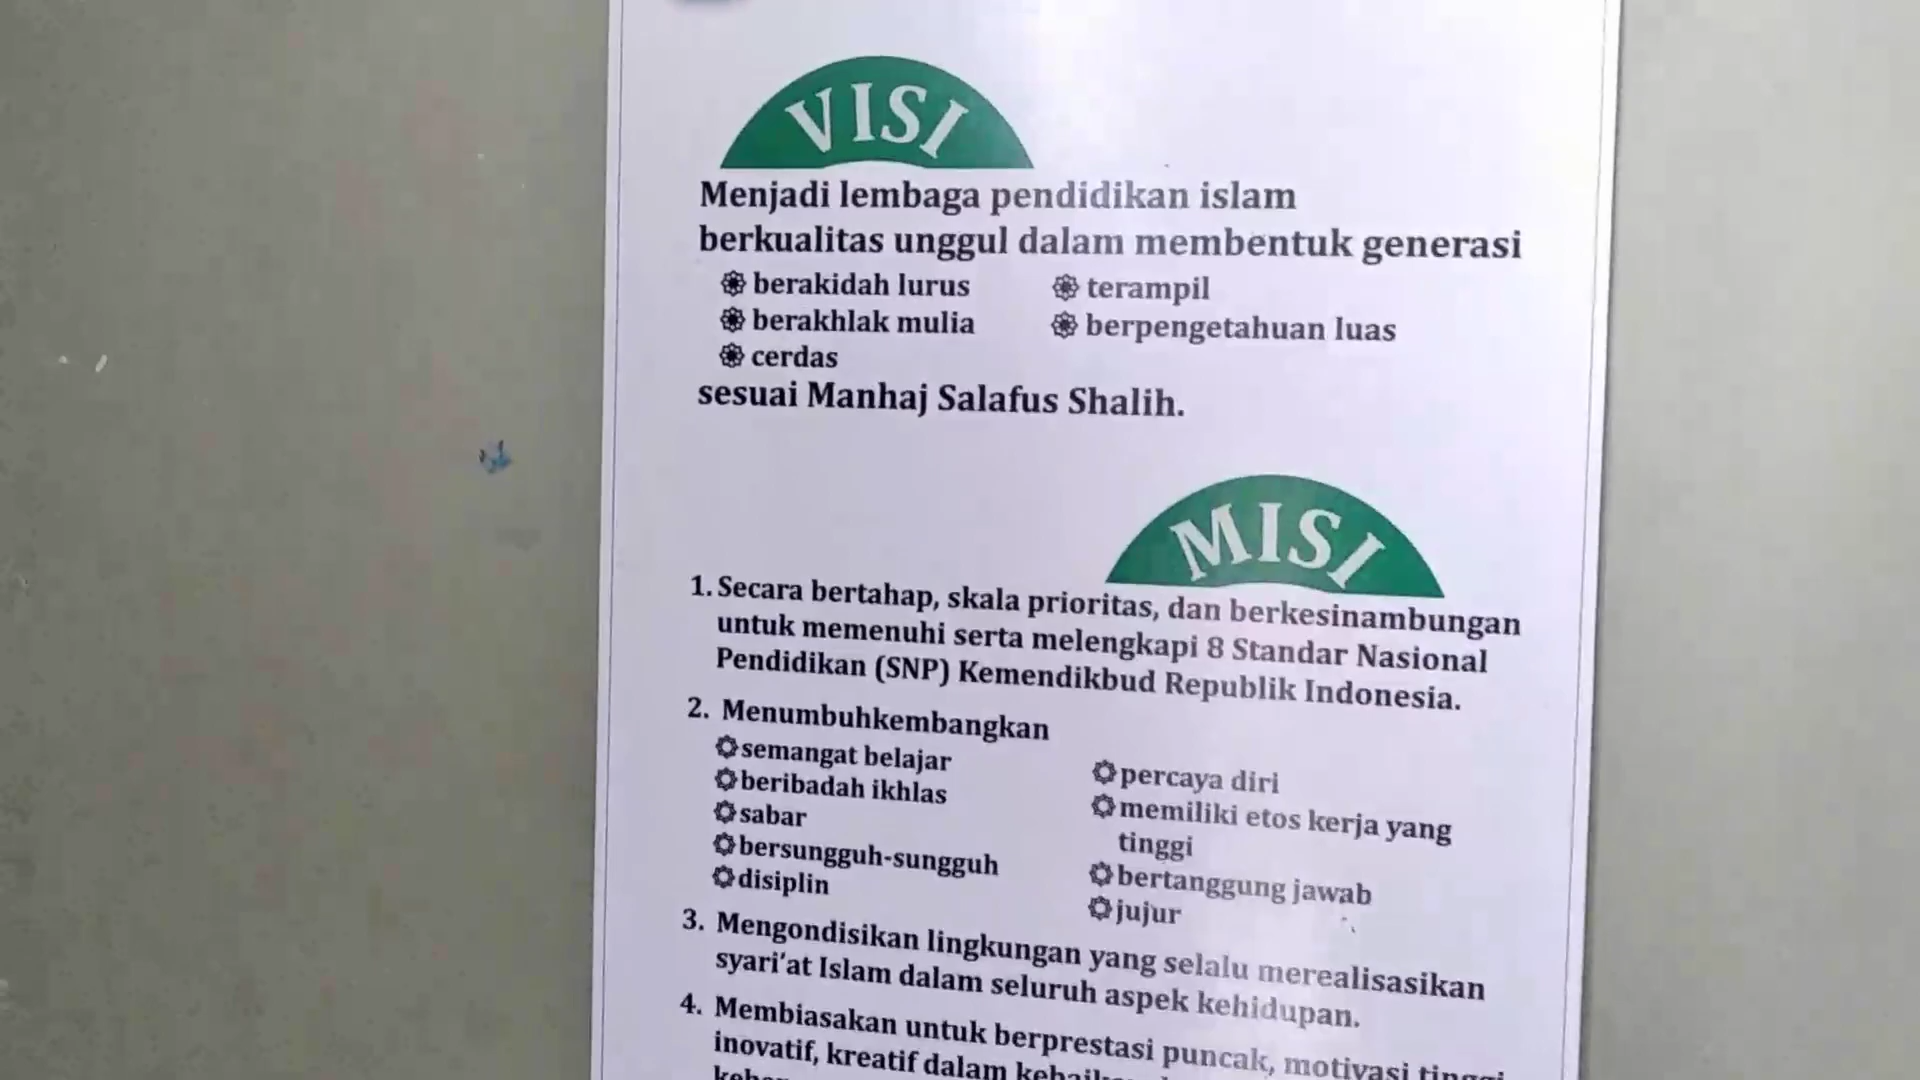 VISI
Menjadi lembaga pendidikan islam
berkualitas unggul dalam membentuk generasi
berakidah lurus
berakhlak mulia
cerdas
terampil
berpengetahuan luas
sesuai Manhaj Salafus Shalih.
MISI
1. Secara bertahap, skala prioritas, dan berkesinambungan
untuk memenuhi serta melengkapi 8 Standar Nasional
Pendidikan (SNP) Kemendikbud Republik Indonesia.
2. Menumbuhkembangkan
semangat belajar
beribadah ikhlas
sabar
bersungguh-sungguh
disiplin
percaya diri
memiliki etos kerja yang
tinggi
bertanggung jawab
jujur
3. Mengondisikan lingkungan yang selalu merealisasikan
syari'at Islam dalam seluruh aspek kehidupan.
4. Membiasakan untuk berprestasi puncak, motivasi tinggi
inovatif, kreatif dalam